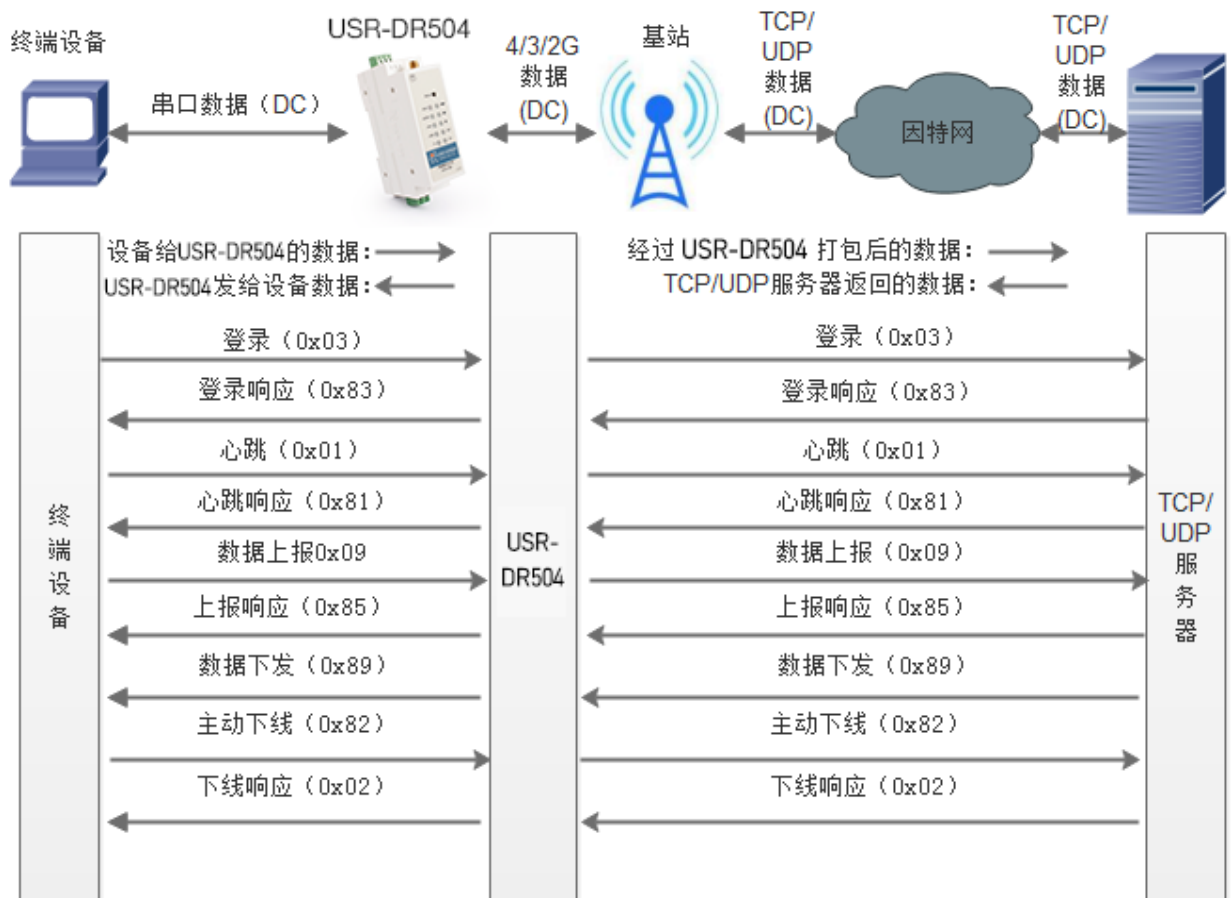 终端设备
USR-DR504
串口数据（DC）
4/3/2G
数据
(DC)
基站
TCP/
UDP
数据
(DC)
因特网
TCP/
UDP
数据
(DC)
设备给USR-DR504的数据：
USR-DR504发给设备数据：
经过 USR-DR504 打包后的数据：
TCP/UDP服务器返回的数据：
登录（0x03）
登录响应（0x83）
心跳（0x01）
心跳响应（0x81）
数据上报0x09
上报响应（0x85）
数据下发（0x89）
主动下线（0x82）
下线响应（0x02）
登录（0x03）
登录响应（0x83）
心跳（0x01）
心跳响应（0x81）
数据上报（0x09）
上报响应（0x85）
数据下发（0x89）
主动下线（0x82）
下线响应（0x02）
终
端
设
备
USR-
DR504
TCP/
UDP
服
务
器